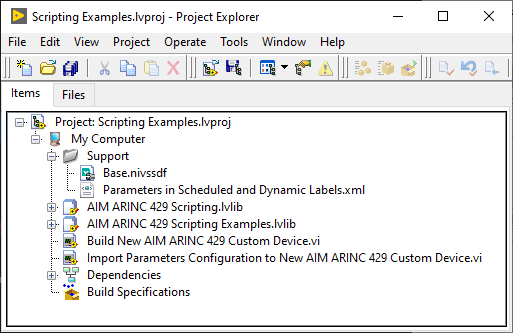 Scripting Examples.lvproj - Project Explorer
File Edit View Project Operate Tools Window Help
Items Files
Project: Scripting Examples.lvproj
My Computer
Support
Base.nivssdf
Parameters in Scheduled and Dynamic Labels.xml
AIM ARINC 429 Scripting.lvlib
AIM ARINC 429 Scripting Examples.lvlib
Build New AIM ARINC 429 Custom Device.vi
Import Parameters Configuration to New AIM ARINC 429 Custom Device.vi
Dependencies
Build Specifications